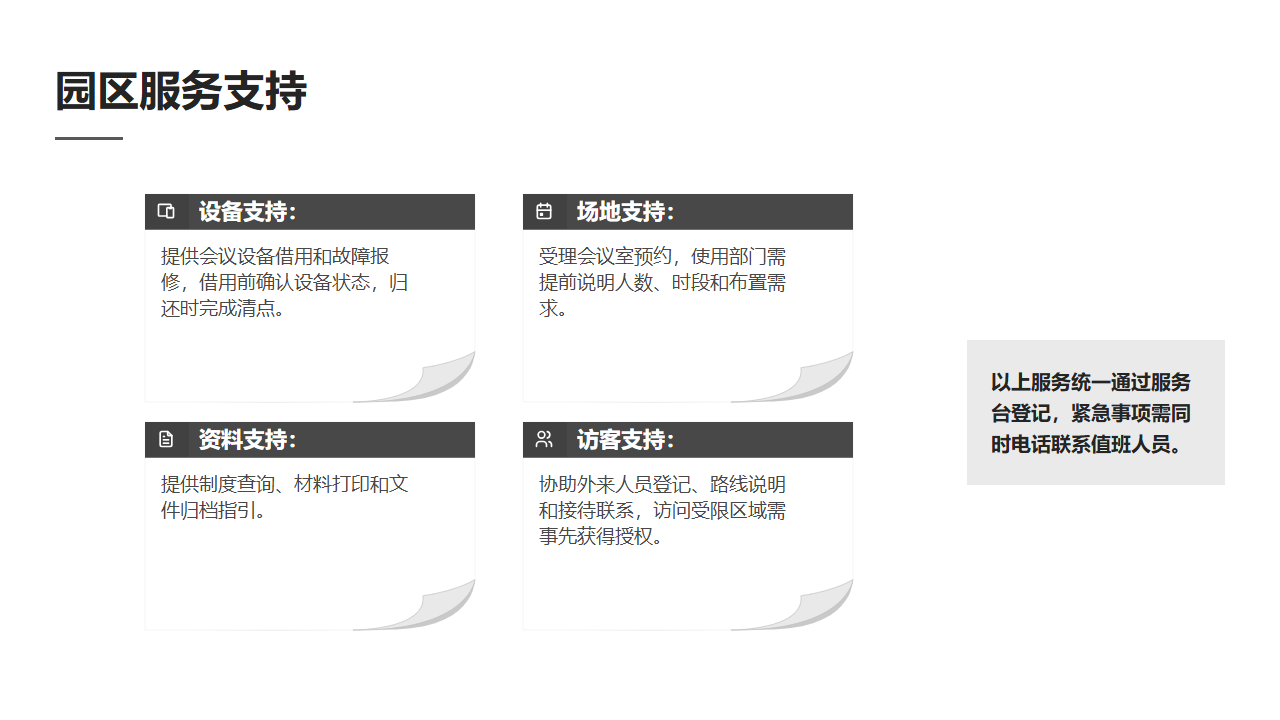 园区服务支持
设备支持：
提供会议设备借用和故障报
修，借用前确认设备状态，归
还时完成清点。
场地支持：
受理会议室预约，使用部门需
提前说明人数、时段和布置需
求。
资料支持：
提供制度查询、材料打印和文
件归档指引。
访客支持：
协助外来人员登记、路线说明
和接待联系，访问受限区域需
事先获得授权。
以上服务统一通过服务
台登记，紧急事项需同
时电话联系值班人员。